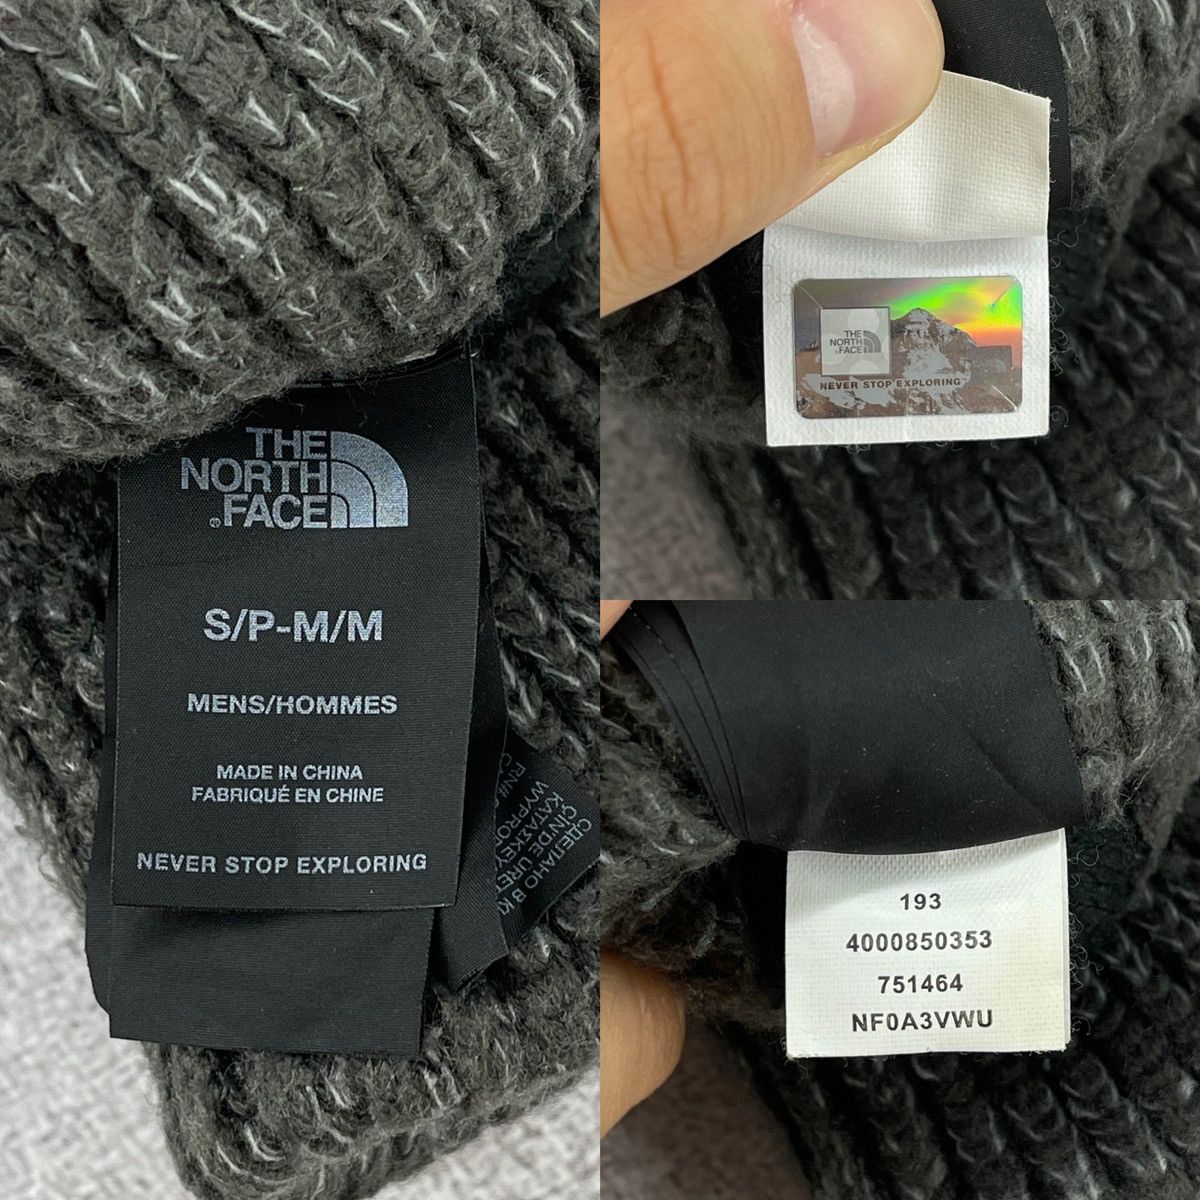 THE
NORTH
FACE
S/P-M/M
MENS/HOMMES
MADE IN CHINA
FABRIQUÉ EN CHINE
NEVER STOP EXPLORING
THE
NORTH
FACE
NEVER STOP EXPLORING
193
4000850353
751464
NF0A3VWU